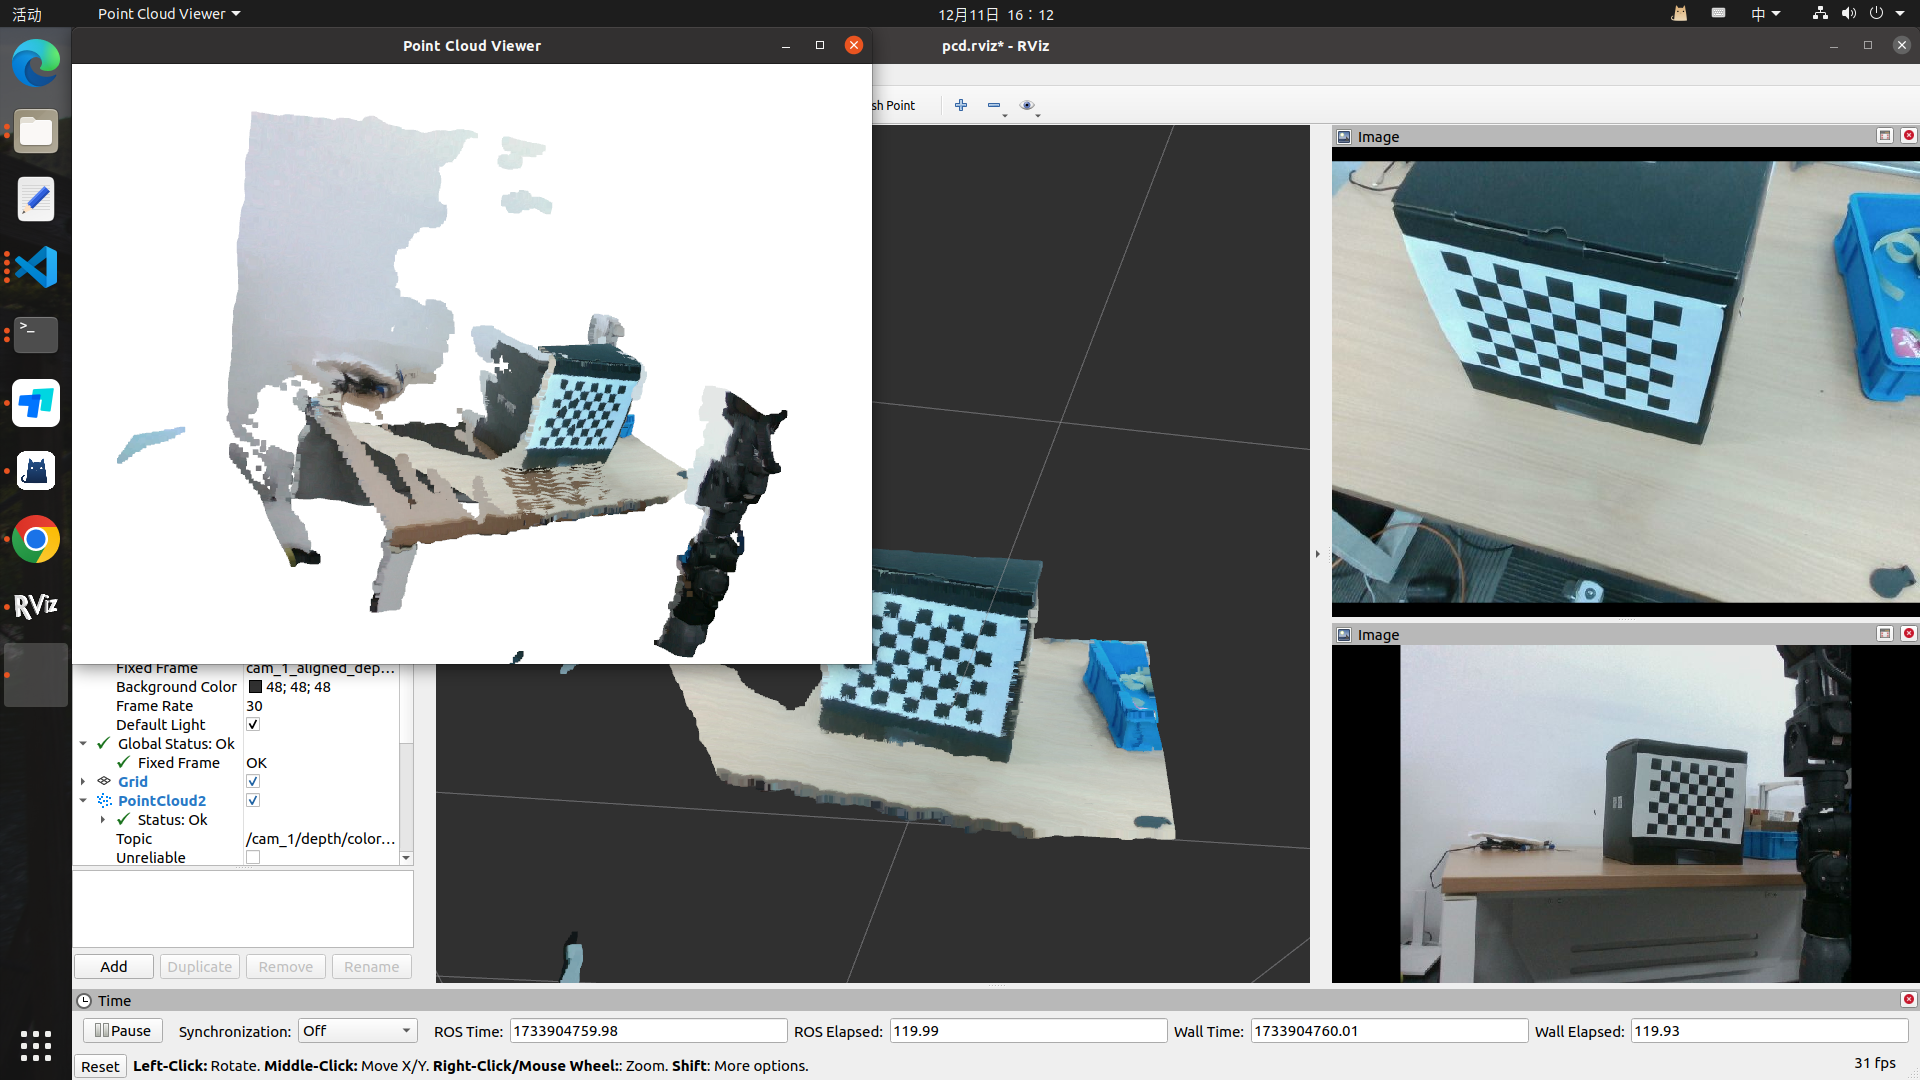 活动
Point Cloud Viewer
12月11日 16：12
中
Point Cloud Viewer
pcd.rviz* - RViz
sh Point
Image
>_
RViz
Image
Fixed Frame
cam_1_aligned_dep...
Background Color
48; 48; 48
Frame Rate
30
Default Light
Global Status: Ok
Fixed Frame
OK
Grid
PointCloud2
Status: Ok
Topic
/cam_1/depth/color...
Unreliable
Add
Duplicate
Remove
Rename
Time
Pause
Synchronization:
Off
ROS Time:
1733904759.98
ROS Elapsed:
119.99
Wall Time:
1733904760.01
Wall Elapsed:
119.93
Reset
Left-Click: Rotate. Middle-Click: Move X/Y. Right-Click/Mouse Wheel:: Zoom. Shift: More options.
31 fps